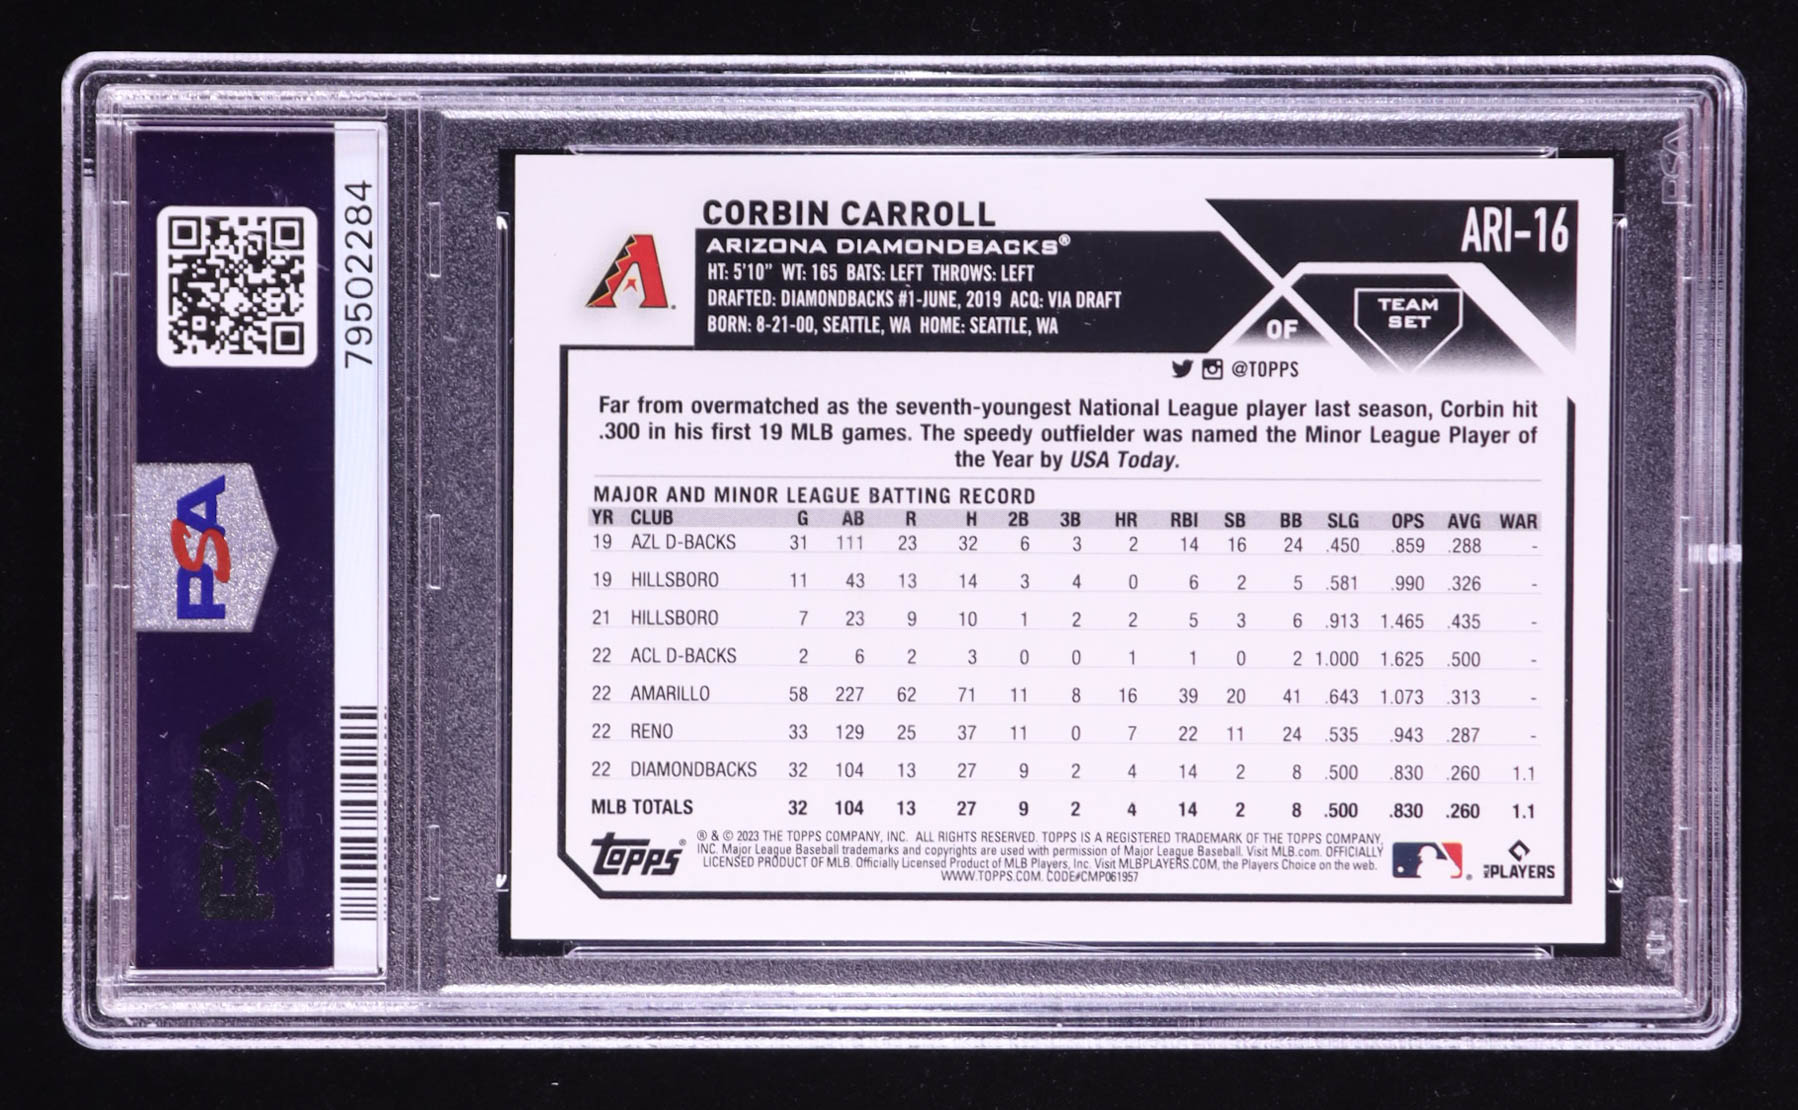 79502284
PSA
PSA
CORBIN CARROLL
ARIZONA DIAMONDBACKS®
HT: 5'10" WT: 165 BATS: LEFT THROWS: LEFT
DRAFTED: DIAMONDBACKS #1-JUNE, 2019 ACQ: VIA DRAFT
BORN: 8-21-00, SEATTLE, WA HOME: SEATTLE, WA
ARI-16
OF
TEAM
SET
@TOPPS
Far from overmatched as the seventh-youngest National League player last season, Corbin hit
.300 in his first 19 MLB games. The speedy outfielder was named the Minor League Player of
the Year by USA Today.
MAJOR AND MINOR LEAGUE BATTING RECORD
YR CLUB G AB R H 2B 3B HR RBI SB BB SLG OPS AVG WAR
19 AZL D-BACKS 31 111 23 32 6 3 2 14 16 24 .450 .859 .288 -
19 HILLSBORO 11 43 13 14 3 4 0 6 2 5 .581 .990 .326 -
21 HILLSBORO 7 23 9 10 1 2 2 5 3 6 .913 1.465 .435 -
22 ACL D-BACKS 2 6 2 3 0 0 1 1 0 2 1.000 1.625 .500 -
22 AMARILLO 58 227 62 71 11 8 16 39 20 41 .643 1.073 .313 -
22 RENO 33 129 25 37 11 0 7 22 11 24 .535 .943 .287 -
22 DIAMONDBACKS 32 104 13 27 9 2 4 14 2 8 .500 .830 .260 1.1
MLB TOTALS 32 104 13 27 9 2 4 14 2 8 .500 .830 .260 1.1
topps®
® & © 2023 THE TOPPS COMPANY, INC. ALL RIGHTS RESERVED. TOPPS IS A REGISTERED TRADEMARK OF THE TOPPS COMPANY,
INC. Major League Baseball trademarks and copyrights are used with permission of Major League Baseball. Visit MLB.com. OFFICIALLY
LICENSED PRODUCT OF MLB. Officially Licensed Product of MLB Players, Inc. Visit MLBPLAYERS.COM, the Players Choice on the web.
WWW.TOPPS.COM. CODE#CMP061957
MLB PLAYERS
PSA